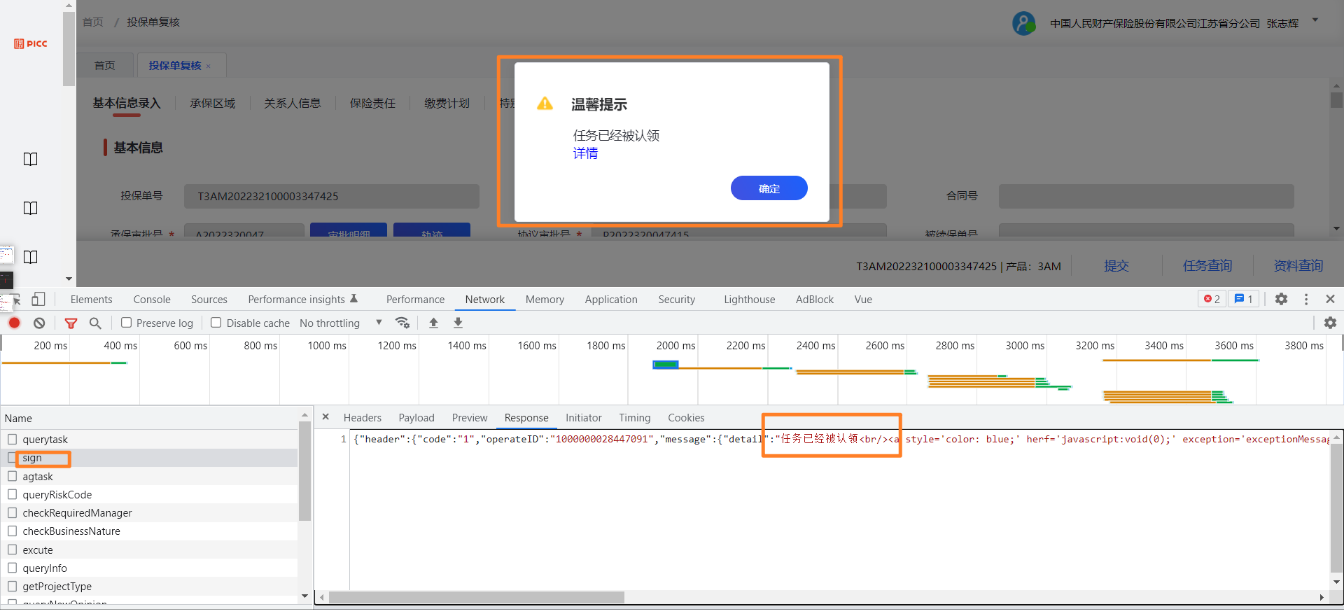 首页 / 投保单复核
中国人民财产保险股份有限公司江苏省分公司 张志辉
PICC
首页 投保单复核 ×
基本信息录入 承保区域 关系人信息 保险责任 缴费计划 特
温馨提示
任务已经被认领
详情
确定
基本信息
投保单号 T3AM202232100003347425 合同号
承保审批号 * A2022320047 审批明细 轨迹 协议审批号 * P2022320047415 被续保单号
T3AM202232100003347425 | 产品：3AM 提交 任务查询 资料查询
Elements Console Sources Performance insights Performance Network Memory Application Security Lighthouse AdBlock Vue 2 1
Preserve log Disable cache No throttling
200 ms 400 ms 600 ms 800 ms 1000 ms 1200 ms 1400 ms 1600 ms 1800 ms 2000 ms 2200 ms 2400 ms 2600 ms 2800 ms 3000 ms 3200 ms 3400 ms 3600 ms 3800 ms
Name
× Headers Payload Preview Response Initiator Timing Cookies
1 {"header":{"code":"1","operateID":"1000000028447091","message":{"detail":"任务已经被认领<br/><a style='color: blue;' herf='javascript:void(0);' exception='exceptionMessa
querytask
sign
agtask
queryRiskCode
checkRequiredManager
checkBusinessNature
excute
queryInfo
getProjectType
queryNewOpinion